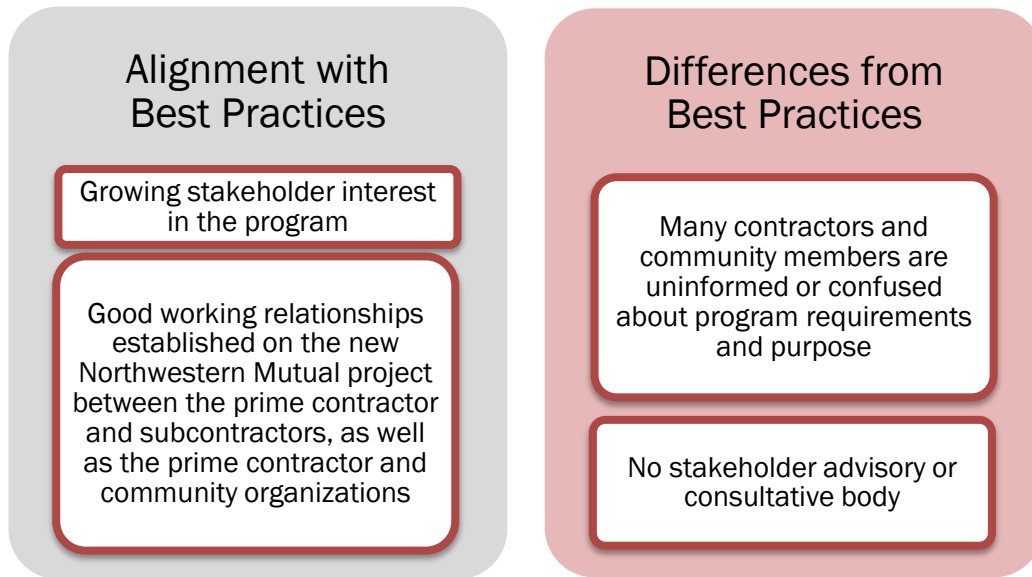 Alignment with
Best Practices
Growing stakeholder interest
in the program
Good working relationships
established on the new
Northwestern Mutual project
between the prime contractor
and subcontractors, as well
as the prime contractor and
community organizations
Differences from
Best Practices
Many contractors and
community members are
uninformed or confused
about program requirements
and purpose
No stakeholder advisory or
consultative body